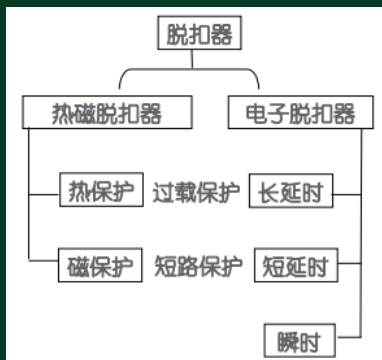 脱扣器
热磁脱扣器 电子脱扣器
热保护 过载保护 长延时
磁保护 短路保护 短延时
瞬时